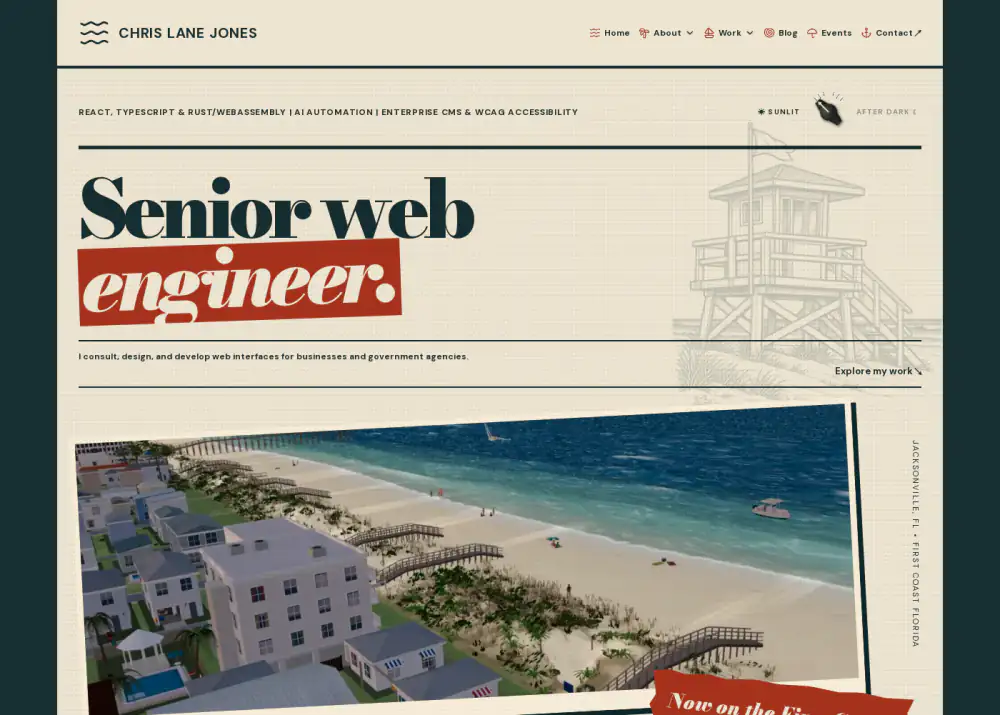 CHRIS LANE JONES
Home About Work Blog Events Contact ↗
REACT, TYPESCRIPT & RUST/WEBASSEMBLY | AI AUTOMATION | ENTERPRISE CMS & WCAG ACCESSIBILITY
☀ SUNLIT
AFTER DARK ☾
Senior web
engineer.
I consult, design, and develop web interfaces for businesses and government agencies.
Explore my work ↘
JACKSONVILLE, FL • FIRST COAST FLORIDA
Now on the